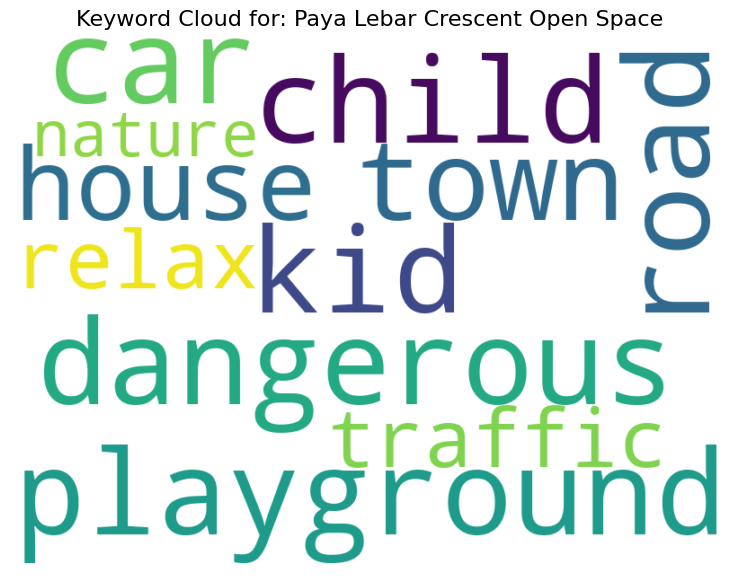 Keyword Cloud for: Paya Lebar Crescent Open Space
car
child
road
nature
house town
relax
kid
dangerous
traffic
playground